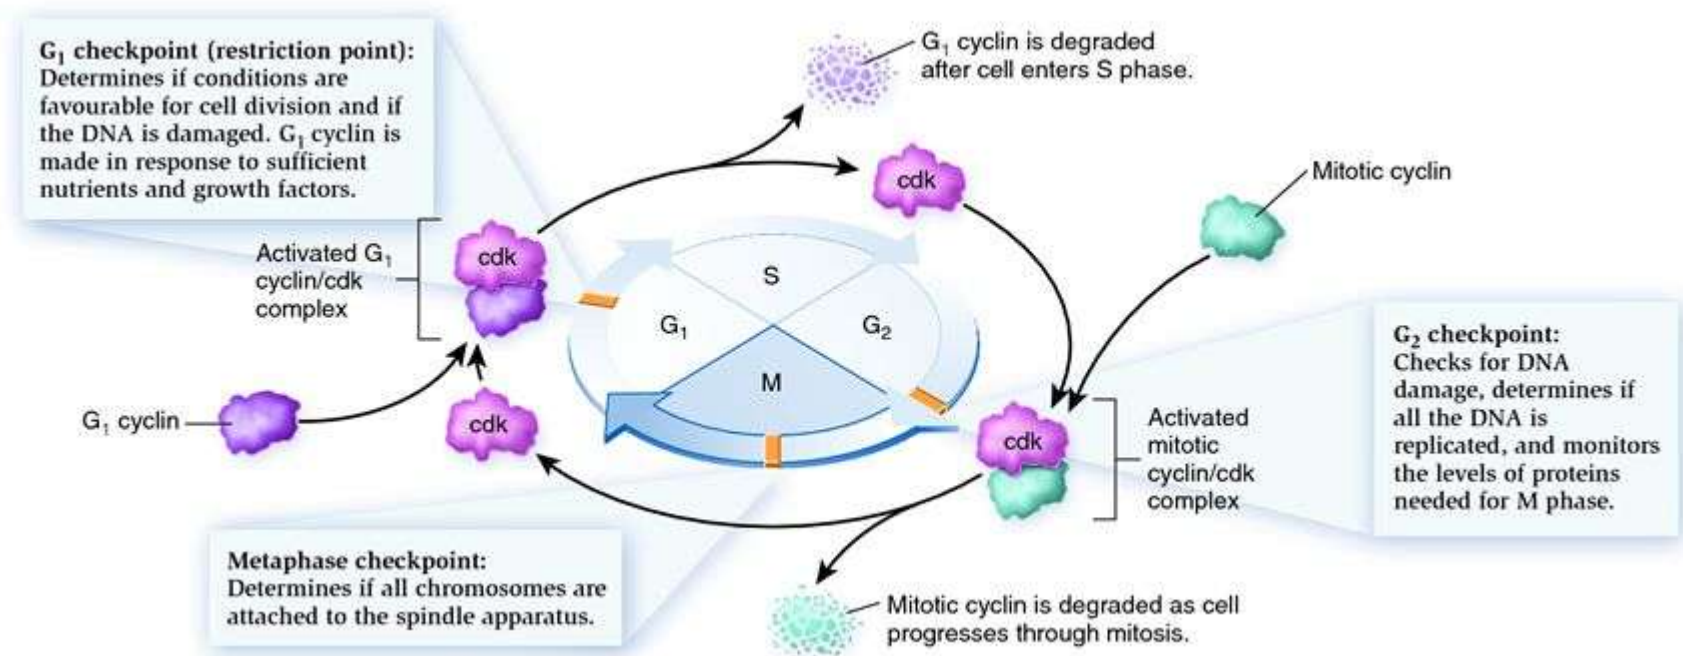 G₁ checkpoint (restriction point):
Determines if conditions are
favourable for cell division and if
the DNA is damaged. G₁ cyclin is
made in response to sufficient
nutrients and growth factors.
G₁ cyclin is degraded
after cell enters S phase.
cdk
Mitotic cyclin
Activated G₁
cyclin/cdk
complex
cdk
S
G₁
G₂
M
G₂ checkpoint:
Checks for DNA
damage, determines if
all the DNA is
replicated, and monitors
the levels of proteins
needed for M phase.
G₁ cyclin
cdk
cdk
Activated
mitotic
cyclin/cdk
complex
Metaphase checkpoint:
Determines if all chromosomes are
attached to the spindle apparatus.
Mitotic cyclin is degraded as cell
progresses through mitosis.